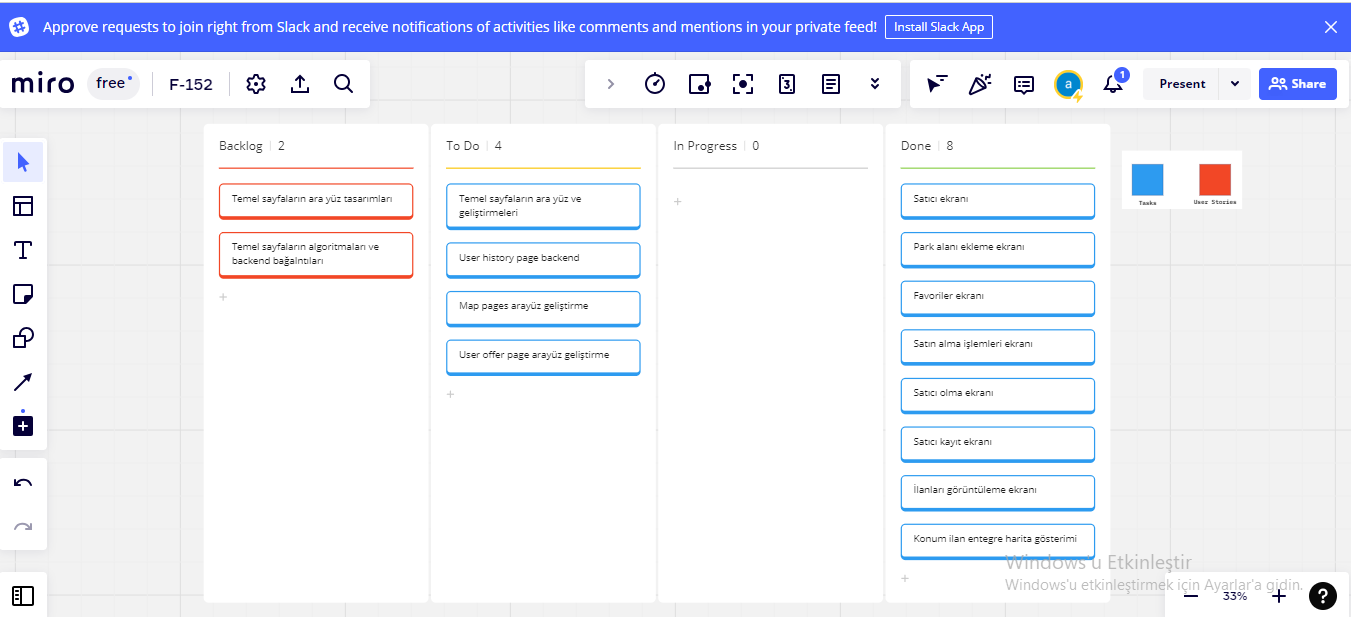 Approve requests to join right from Slack and receive notifications of activities like comments and mentions in your private feed! Install Slack App
miro free F-152
3
a
1
Present
Share
Backlog 2
Temel sayfaların ara yüz tasarımları
Temel sayfaların algoritmaları ve
backend bağalntıları
+
To Do 4
Temel sayfaların ara yüz ve
geliştirmeleri
User history page backend
Map pages arayüz geliştirme
User offer page arayüz geliştirme
+
In Progress 0
+
Done 8
Satıcı ekranı
Park alanı ekleme ekranı
Favoriler ekranı
Satın alma işlemleri ekranı
Satıcı olma ekranı
Satıcı kayıt ekranı
İlanları görüntüleme ekranı
Konum ilan entegre harita gösterimi
+
Tasks
User Stories
Windows'u Etkinleştir
Windows'u etkinleştirmek için Ayarlar'a gidin.
33%
?